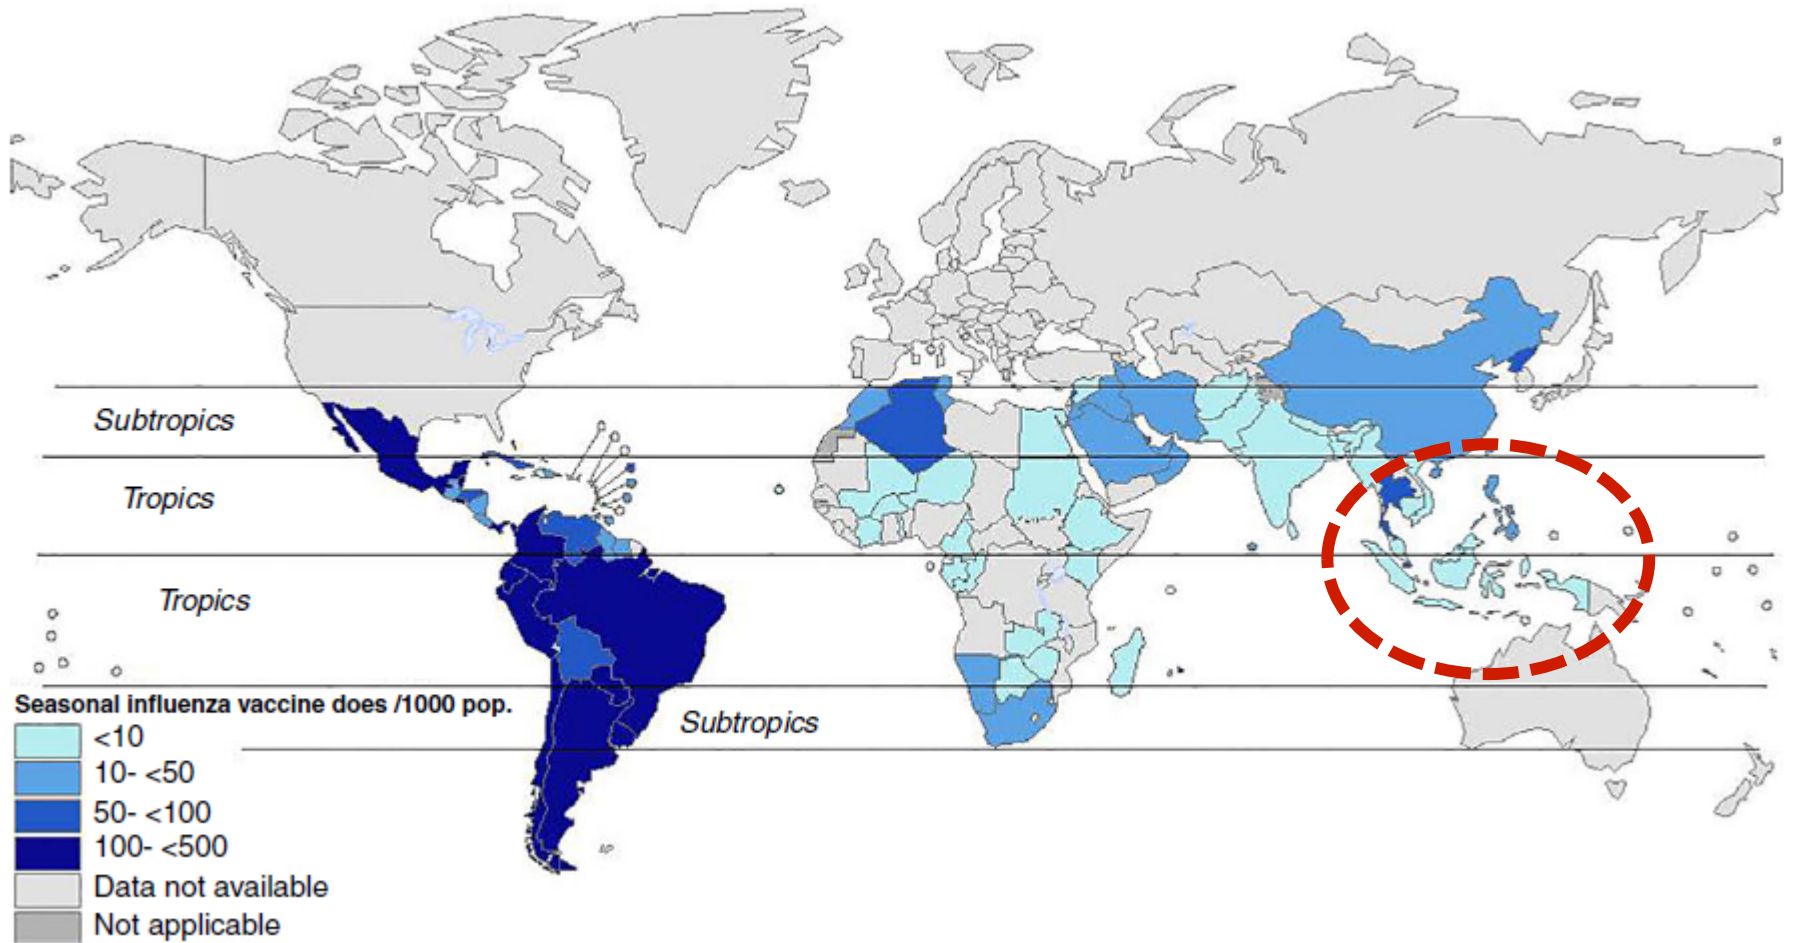 Subtropics
Tropics
Tropics
Seasonal influenza vaccine does /1000 pop.
Subtropics
<10
10- <50
50- <100
100- <500
Data not available
Not applicable